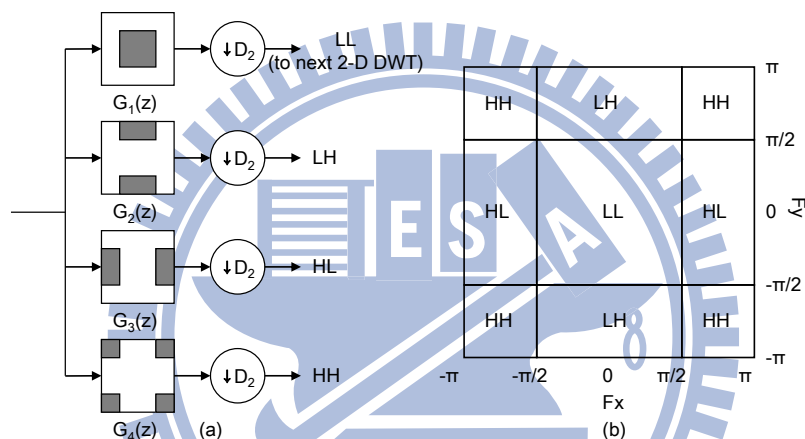 ↓D₂
LL
(to next 2-D DWT)
G₁(z)
↓D₂
LH
G₂(z)
↓D₂
HL
G₃(z)
↓D₂
HH
G₄(z)
(a)
HH LH HH
HL LL HL
HH LH HH
π
π/2
0
-π/2
-π
Fy
-π -π/2 0 π/2 π
Fx
(b)
E S A
8